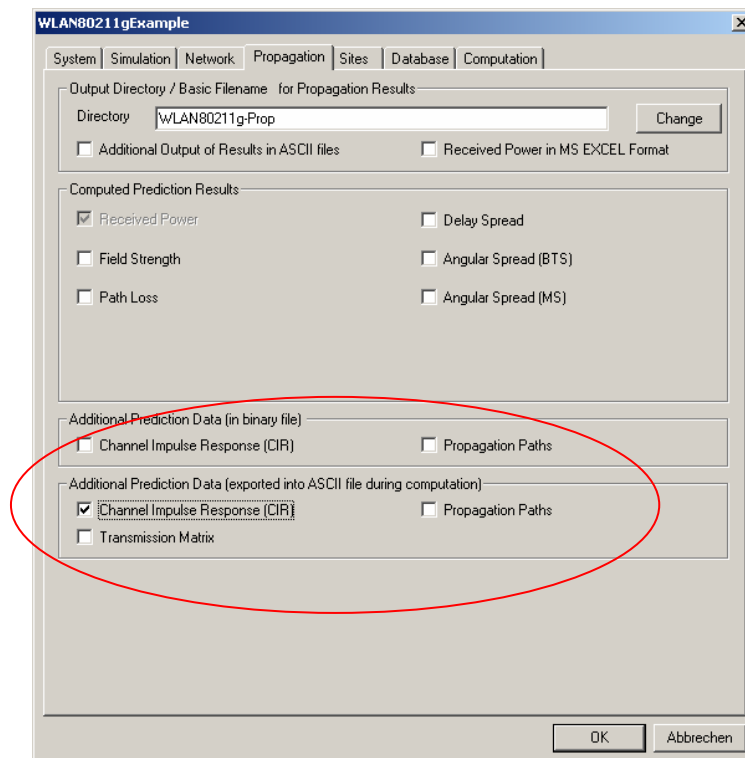 WLAN80211gExample
System Simulation Network Propagation Sites Database Computation
Output Directory / Basic Filename for Propagation Results
Directory WLAN80211g-Prop Change
Additional Output of Results in ASCII files Received Power in MS EXCEL Format
Computed Prediction Results
Received Power Delay Spread
Field Strength Angular Spread (BTS)
Path Loss Angular Spread (MS)
Additional Prediction Data (in binary file)
Channel Impulse Response (CIR) Propagation Paths
Additional Prediction Data (exported into ASCII file during computation)
Channel Impulse Response (CIR) Propagation Paths
Transmission Matrix
OK Abbrechen